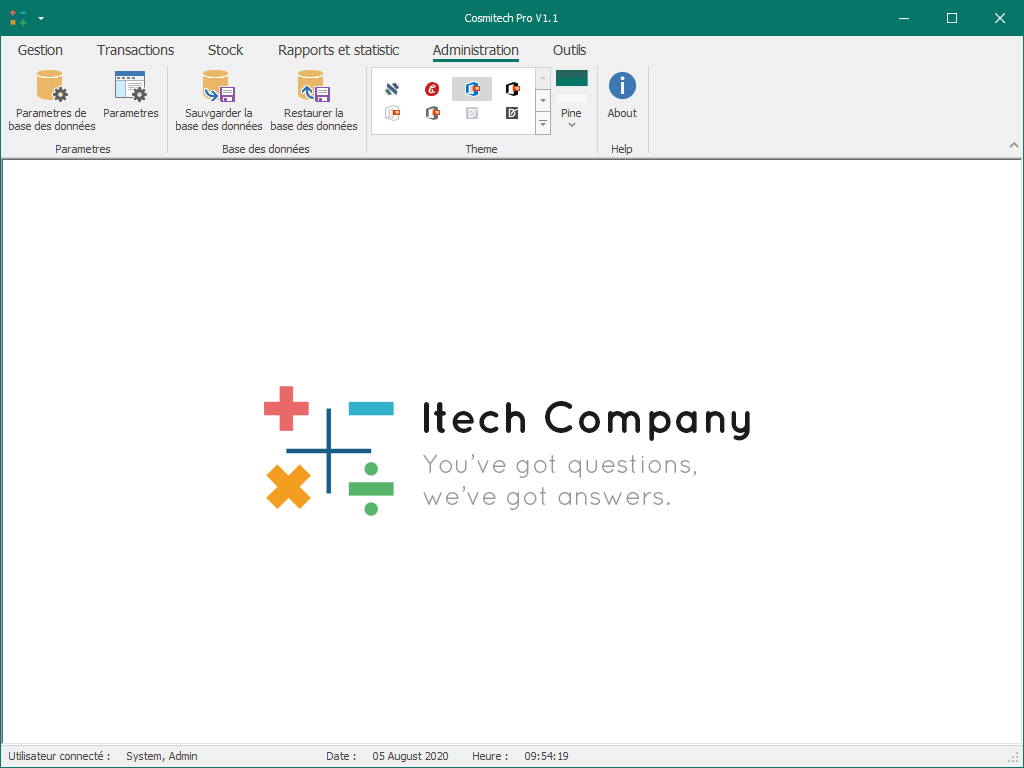 Cosmitech Pro V1.1
Gestion Transactions Stock Rapports et statistic Administration Outils
Parametres de
base des données
Parametres
Sauvgarder la
base des données
Restaurer la
base des données
Pine
About
Parametres Base des données Theme Help
Itech Company
You've got questions,
we've got answers.
Utilisateur connecté : System, Admin Date : 05 August 2020 Heure : 09:54:19